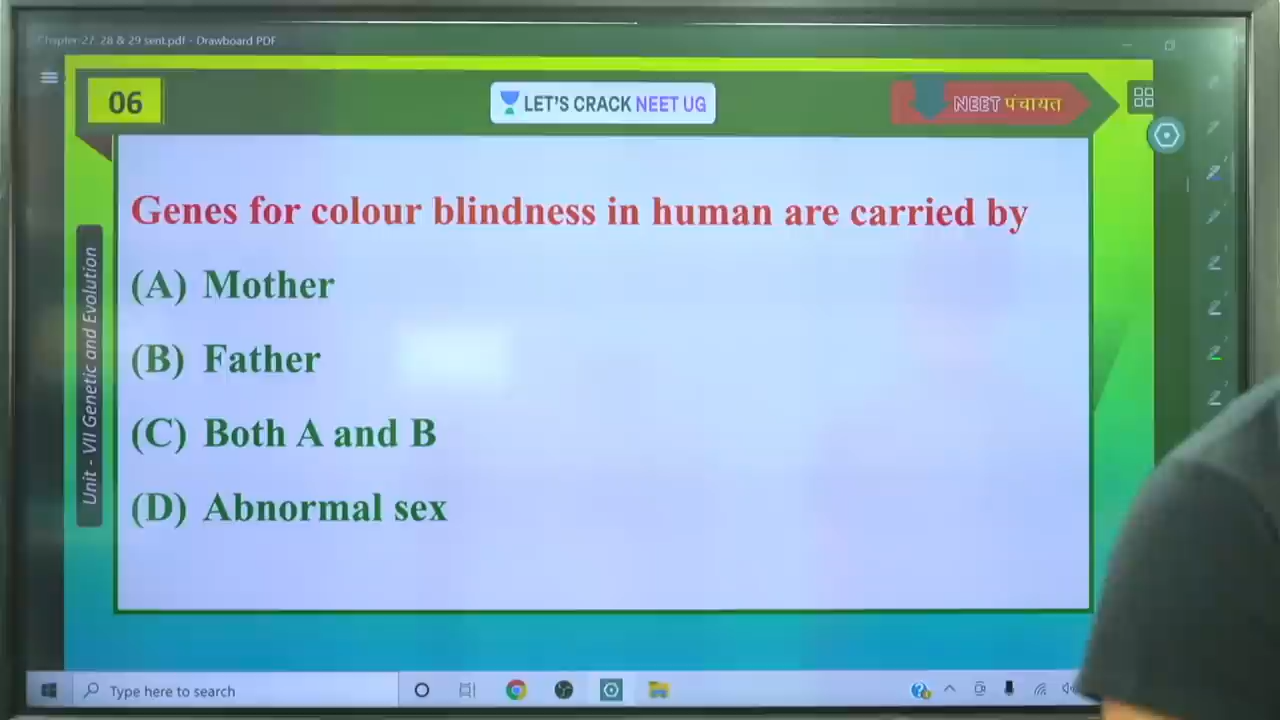 Chapter 27, 28 & 29 sent.pdf - Drawboard PDF
06
LET'S CRACK NEET UG
NEET पंचायत
Unit - VII Genetic and Evolution
Genes for colour blindness in human are carried by
(A) Mother
(B) Father
(C) Both A and B
(D) Abnormal sex
Type here to search